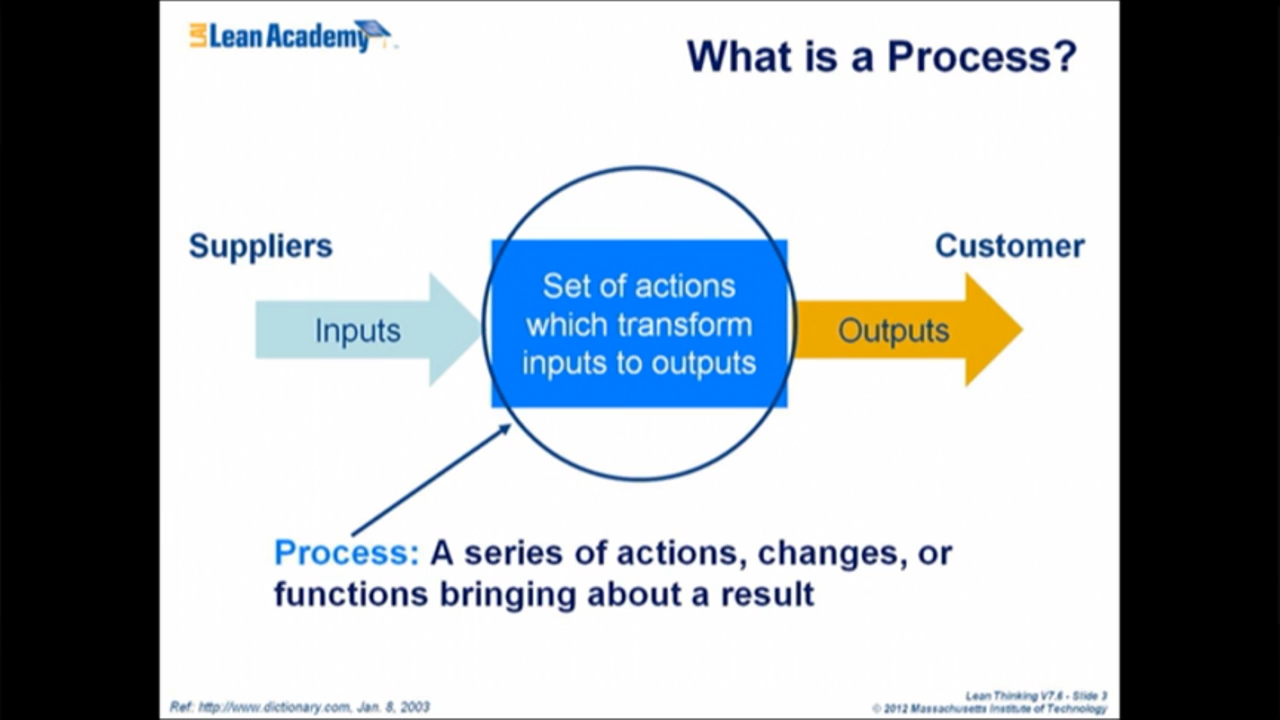 LAI Lean Academy
What is a Process?
Suppliers
Customer
Inputs
Set of actions
which transform
inputs to outputs
Outputs
Process: A series of actions, changes, or
functions bringing about a result
Ref: http://www.dictionary.com, Jan. 8, 2003
Lean Thinking V7.6 - Slide 3
© 2012 Massachusetts Institute of Technology